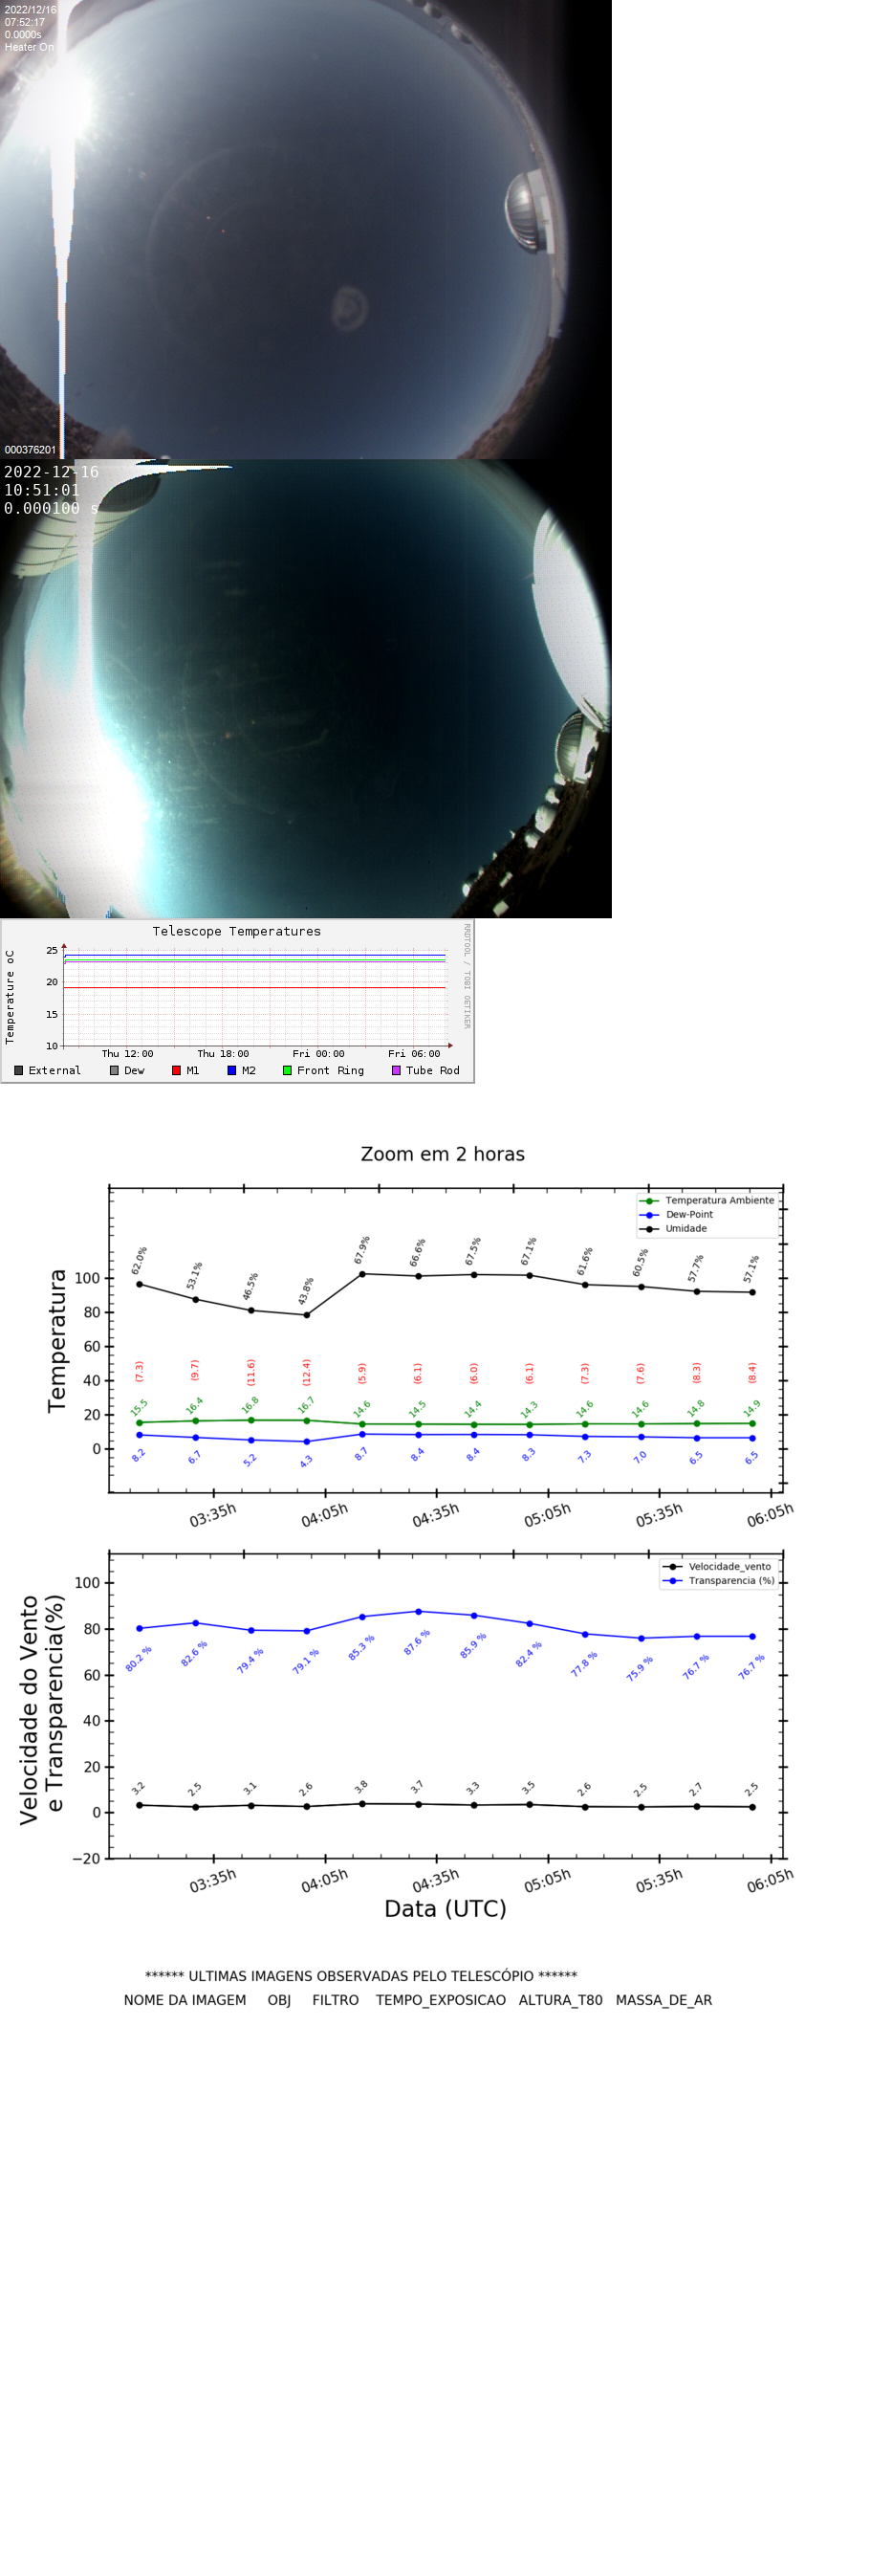 2022/12/16
07:52:17
0.0000s
Heater On
000376201
2022-12-16
10:51:01
0.000100 s
Telescope Temperatures
RRDTOOL / TOBI OETIKER
Temperature oC
25
20
15
10
Thu 12:00 Thu 18:00 Fri 00:00 Fri 06:00
External Dew M1 M2 Front Ring Tube Rod
Zoom em 2 horas
Temperatura Ambiente
Dew-Point
Umidade
Temperatura
100
80
60
40
20
0
62.0% 53.1% 46.5% 43.8% 67.9% 66.6% 67.5% 67.1% 61.6% 60.5% 57.7% 57.1%
(7.3) (9.7) (11.6) (12.4) (5.9) (6.1) (6.0) (6.1) (7.3) (7.6) (8.3) (8.4)
15.5 16.4 16.8 16.7 14.6 14.5 14.4 14.3 14.6 14.6 14.8 14.9
8.2 6.7 5.2 4.3 8.7 8.4 8.4 8.3 7.3 7.0 6.5 6.5
03:35h 04:05h 04:35h 05:05h 05:35h 06:05h
Velocidade_vento
Transparencia (%)
Velocidade do Vento
e Transparencia(%)
100
80
60
40
20
0
−20
80.2 % 82.6 % 79.4 % 79.1 % 85.3 % 87.6 % 85.9 % 82.4 % 77.8 % 75.9 % 76.7 % 76.7 %
3.2 2.5 3.1 2.6 3.8 3.7 3.3 3.5 2.6 2.5 2.7 2.5
03:35h 04:05h 04:35h 05:05h 05:35h 06:05h
Data (UTC)
****** ULTIMAS IMAGENS OBSERVADAS PELO TELESCÓPIO ******
NOME DA IMAGEM OBJ FILTRO TEMPO_EXPOSICAO ALTURA_T80 MASSA_DE_AR